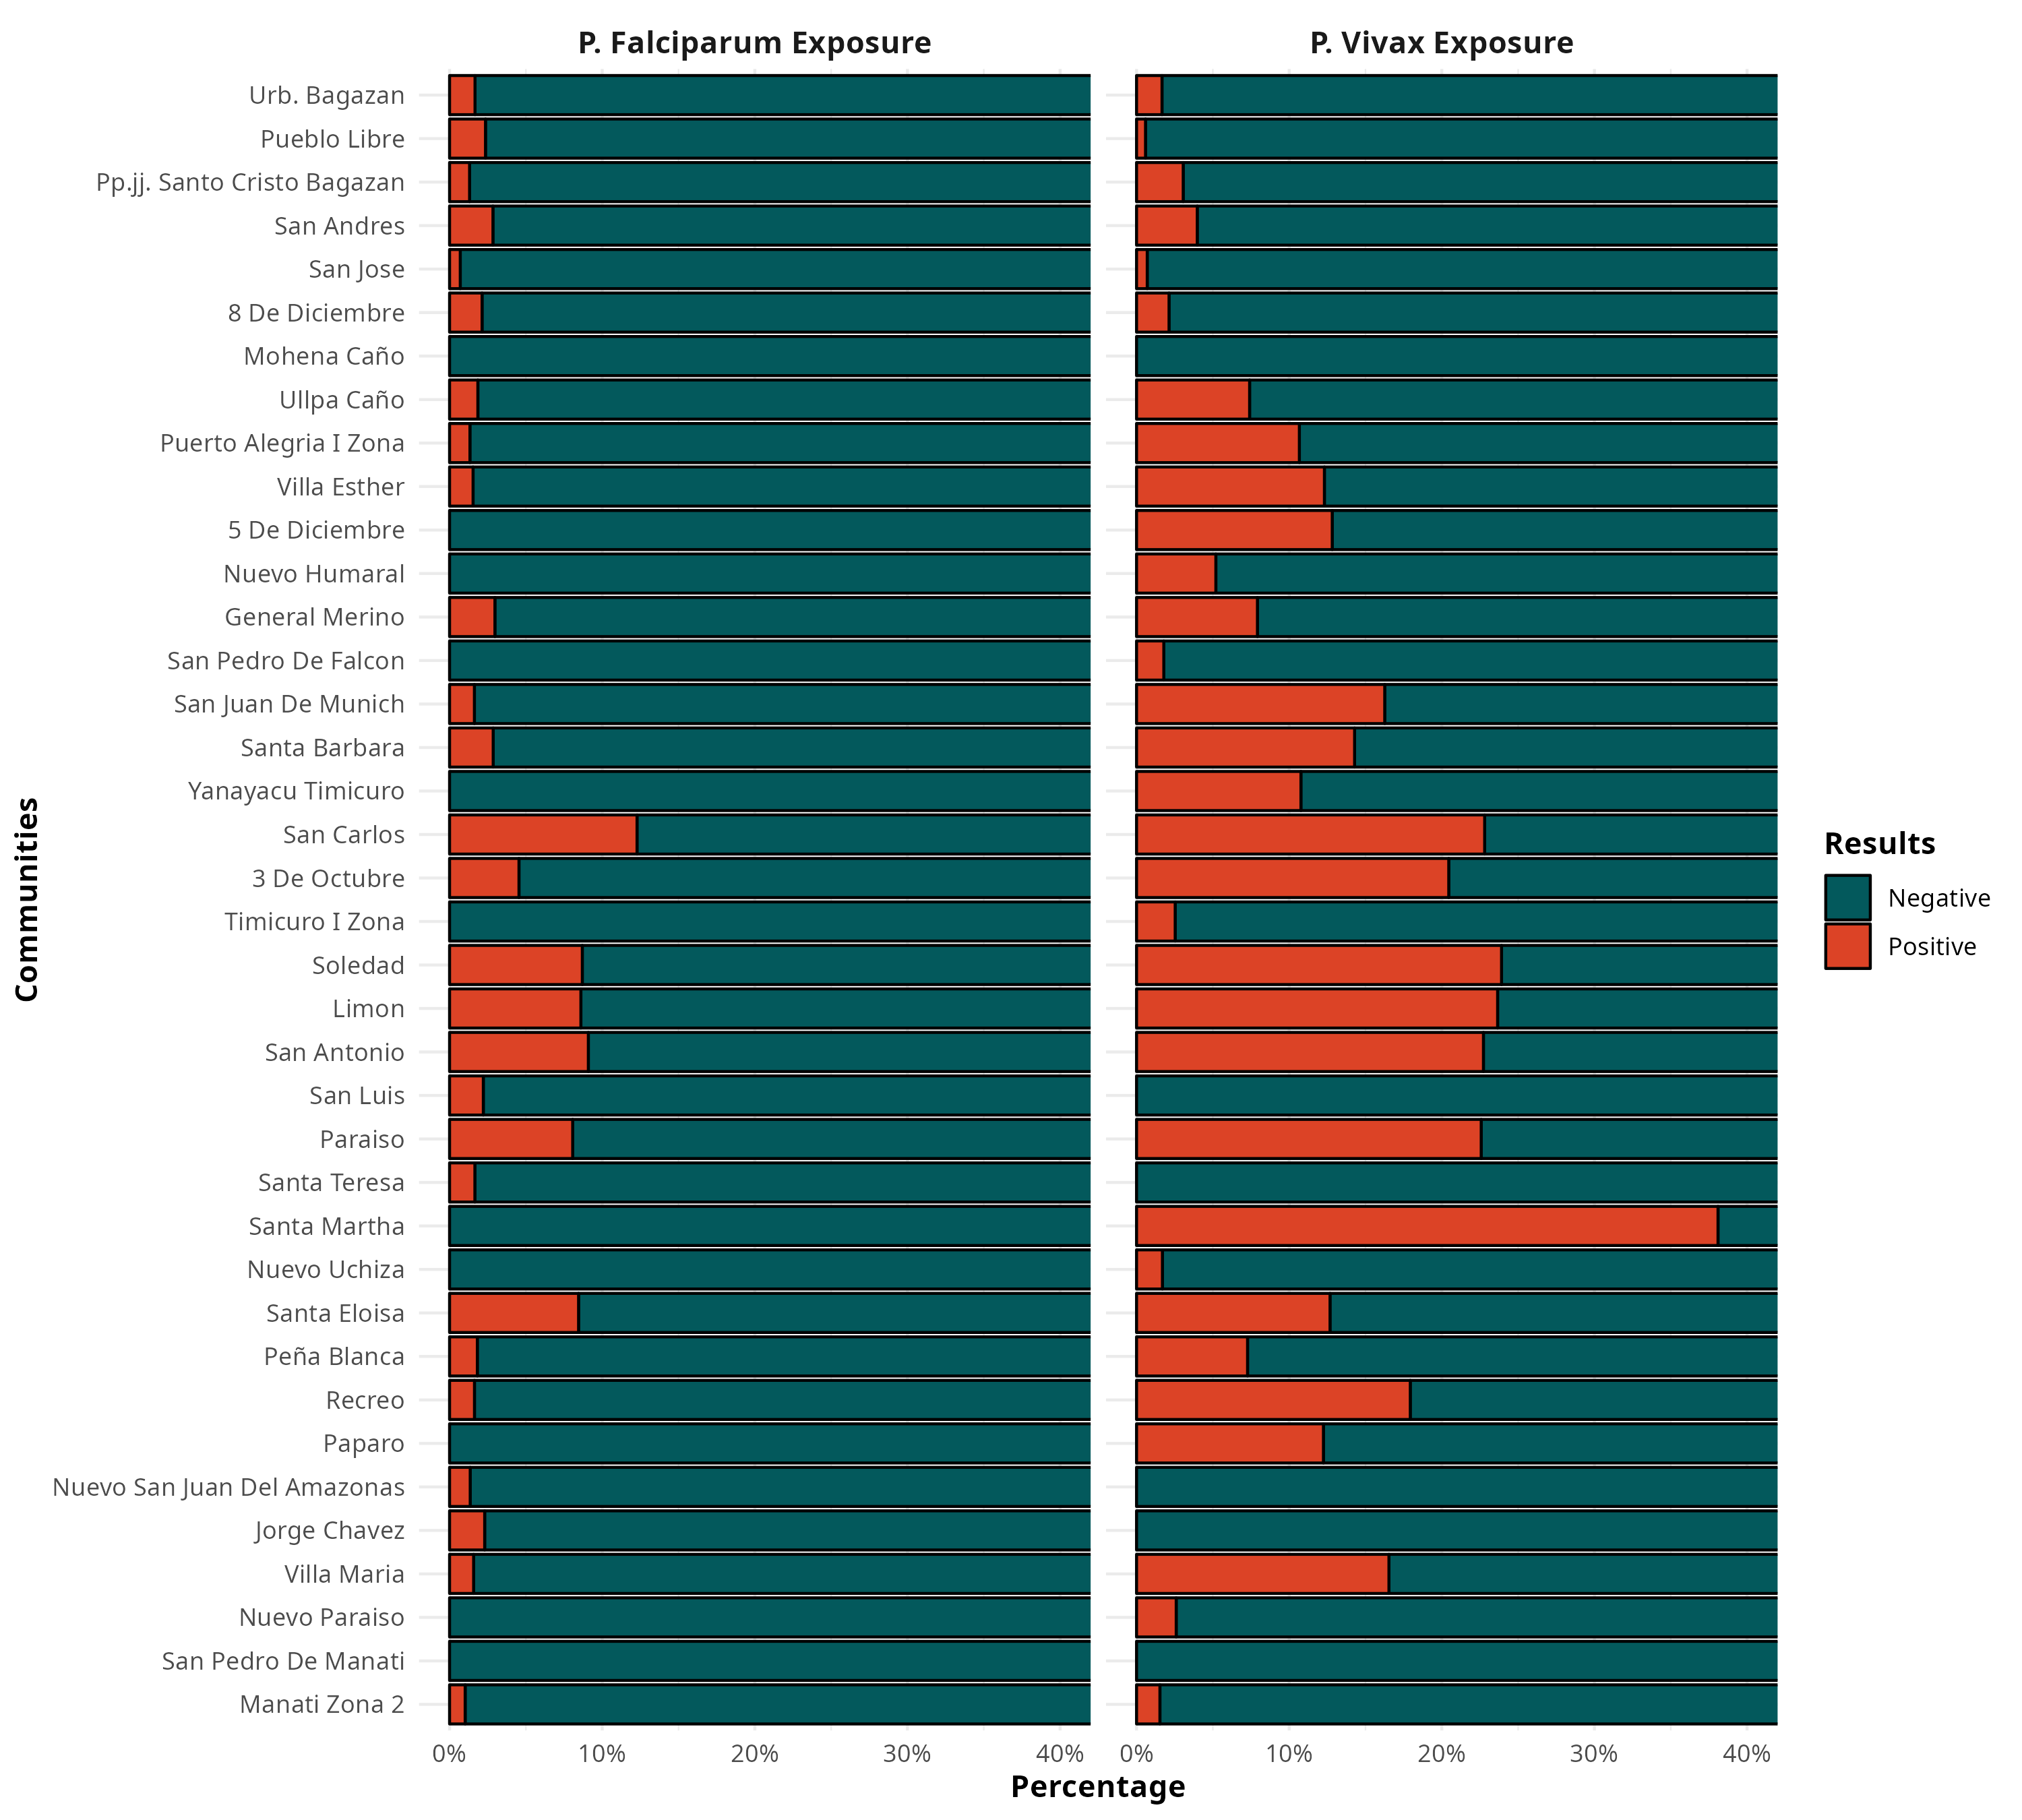 P. Falciparum Exposure
P. Vivax Exposure
Urb. Bagazan
Pueblo Libre
Pp.jj. Santo Cristo Bagazan
San Andres
San Jose
8 De Diciembre
Mohena Caño
Ullpa Caño
Puerto Alegria I Zona
Villa Esther
5 De Diciembre
Nuevo Humaral
General Merino
San Pedro De Falcon
San Juan De Munich
Santa Barbara
Yanayacu Timicuro
San Carlos
3 De Octubre
Timicuro I Zona
Soledad
Limon
San Antonio
San Luis
Paraiso
Santa Teresa
Santa Martha
Nuevo Uchiza
Santa Eloisa
Peña Blanca
Recreo
Paparo
Nuevo San Juan Del Amazonas
Jorge Chavez
Villa Maria
Nuevo Paraiso
San Pedro De Manati
Manati Zona 2
Communities
0% 10% 20% 30% 40%
0% 10% 20% 30% 40%
Percentage
Results
Negative
Positive